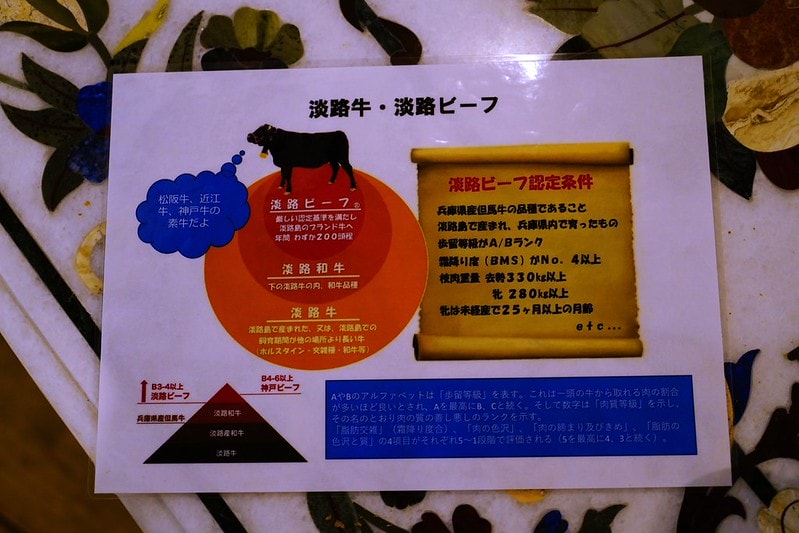 淡路牛・淡路ビーフ
松阪牛、近江
牛、神戸牛の
素牛だよ
淡路ビーフ®
厳しい認定基準を満たし
淡路島のブランド牛へ
年間 わずか200頭程
淡路和牛
下の淡路牛の内、和牛品種
淡路牛
淡路島で産まれた、又は、淡路島での
飼育期間が他の場所より長い牛
(ホルスタイン・交雑種・和牛等)
淡路ビーフ認定条件
兵庫県産但馬牛の品種であること
淡路島で産まれ、兵庫県内で育ったもの
歩留等級がA/Bランク
霜降り度(BMS)がNo.4以上
枝肉重量 去勢330kg以上
牝 280kg以上
牝は未経産で25ヶ月以上の月齢
efc...
B3-4以上
淡路ビーフ
B4-6以上
神戸ビーフ
兵庫県産但馬牛
淡路和牛
淡路産和牛
淡路牛
AやBのアルファベットは「歩留等級」を表す。これは一頭の牛から取れる肉の割合
が多いほど良いとされ、Aを最高にB、Cと続く。そして数字は「肉質等級」を示し、
その名のとおり肉の質の善し悪しのランクを示す。
「脂肪交雑」(霜降り度合)、「肉の色沢」、「肉の締まり及びきめ」、「脂肪の
色沢と質」の4項目がそれぞれ5~1段階で評価される(5を最高に4、3と続く)。